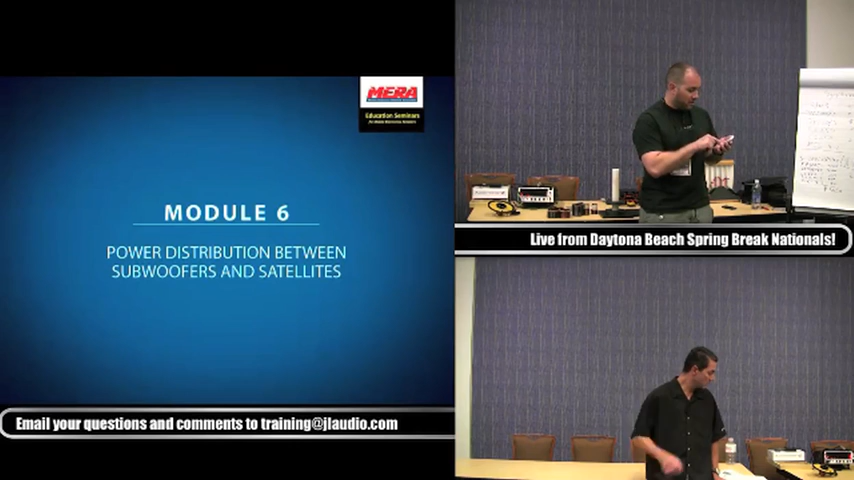 MERA
Education Seminars
MODULE 6
POWER DISTRIBUTION BETWEEN
SUBWOOFERS AND SATELLITES
Email your questions and comments to training@jlaudio.com
Live from Daytona Beach Spring Break Nationals!